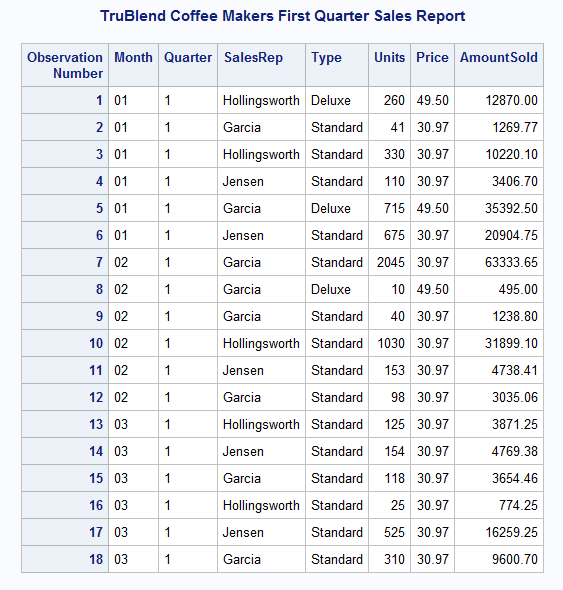 TruBlend Coffee Makers First Quarter Sales Report
Observation Number Month Quarter SalesRep Type Units Price AmountSold
1 01 1 Hollingsworth Deluxe 260 49.50 12870.00
2 01 1 Garcia Standard 41 30.97 1269.77
3 01 1 Hollingsworth Standard 330 30.97 10220.10
4 01 1 Jensen Standard 110 30.97 3406.70
5 01 1 Garcia Deluxe 715 49.50 35392.50
6 01 1 Jensen Standard 675 30.97 20904.75
7 02 1 Garcia Standard 2045 30.97 63333.65
8 02 1 Garcia Deluxe 10 49.50 495.00
9 02 1 Garcia Standard 40 30.97 1238.80
10 02 1 Hollingsworth Standard 1030 30.97 31899.10
11 02 1 Jensen Standard 153 30.97 4738.41
12 02 1 Garcia Standard 98 30.97 3035.06
13 03 1 Hollingsworth Standard 125 30.97 3871.25
14 03 1 Jensen Standard 154 30.97 4769.38
15 03 1 Garcia Standard 118 30.97 3654.46
16 03 1 Hollingsworth Standard 25 30.97 774.25
17 03 1 Jensen Standard 525 30.97 16259.25
18 03 1 Garcia Standard 310 30.97 9600.70